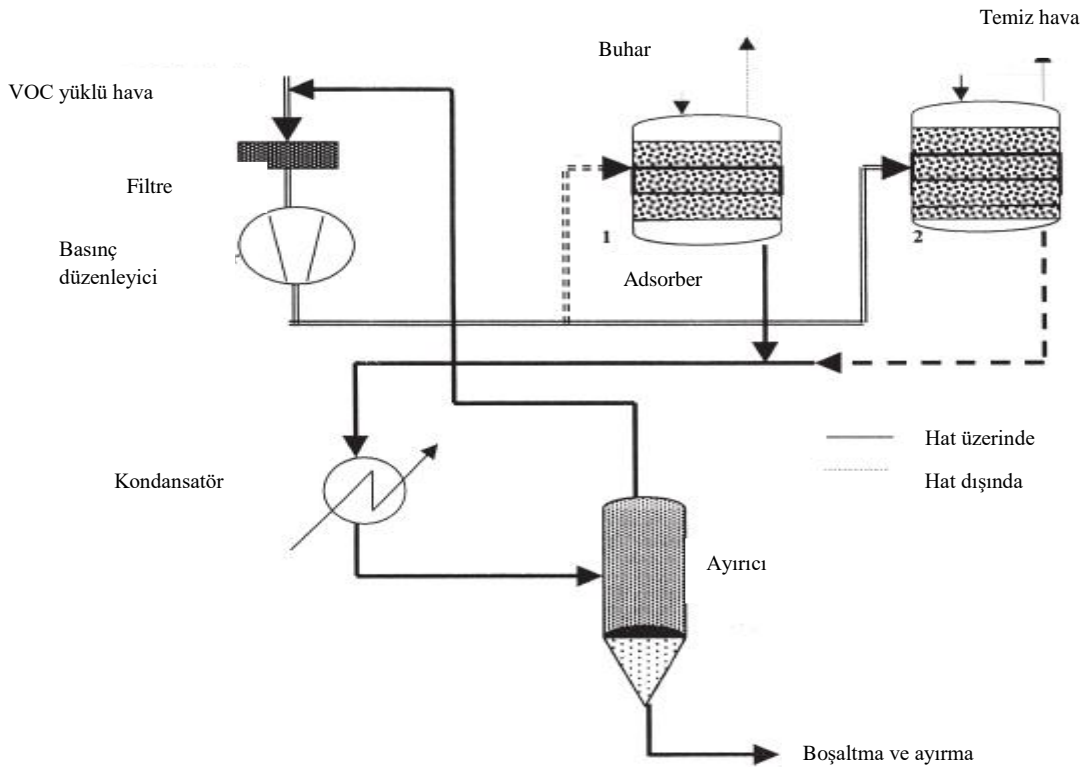 Temiz hava
Buhar
VOC yüklü hava
Filtre
Basınç
düzenleyici
1
2
Adsorber
Hat üzerinde
Hat dışında
Kondansatör
Ayırıcı
Boşaltma ve ayırma